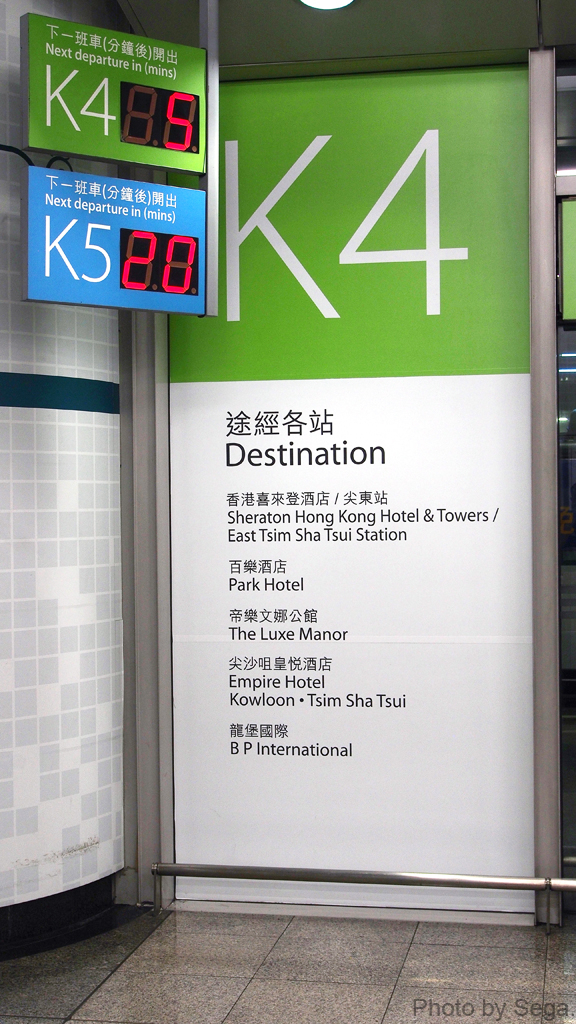 下一班車(分鐘後)開出
Next departure in (mins)
K4 5
下一班車(分鐘後)開出
Next departure in (mins)
K5 20
K4
途經各站
Destination
香港喜來登酒店 / 尖東站
Sheraton Hong Kong Hotel & Towers /
East Tsim Sha Tsui Station
百樂酒店
Park Hotel
帝樂文娜公館
The Luxe Manor
尖沙咀皇悅酒店
Empire Hotel
Kowloon • Tsim Sha Tsui
龍堡國際
B P International
Photo by Sega